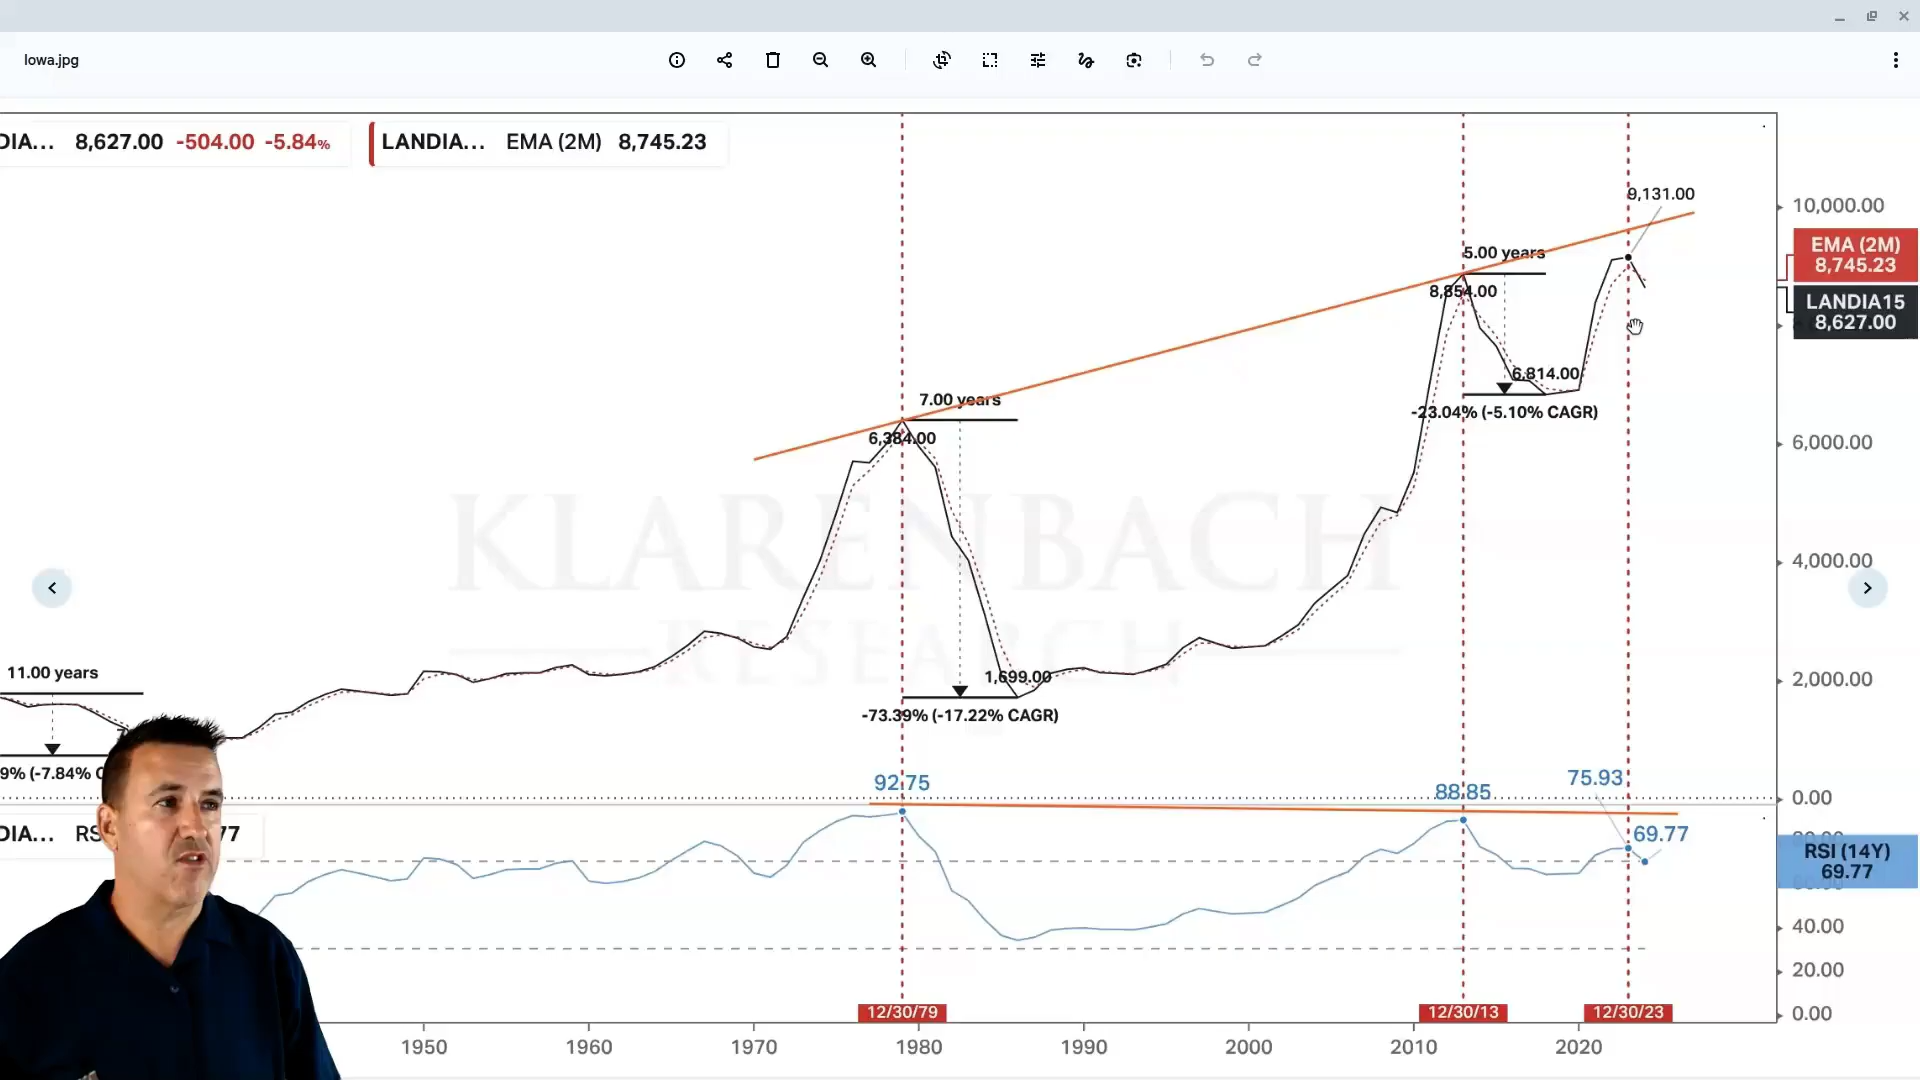 Iowa.jpg
DIA... 8,627.00 -504.00 -5.84%
LANDIA... EMA (2M) 8,745.23
9,131.00
10,000.00
EMA (2M)
8,745.23
5.00 years
8,854.00
LANDIA15
8,627.00
6,814.00
-23.04% (-5.10% CAGR)
7.00 years
6,384.00
6,000.00
KLARENBACH
RESEARCH
4,000.00
11.00 years
1,699.00
2,000.00
-73.39% (-17.22% CAGR)
9% (-7.84% C
92.75
88.85
75.93
0.00
DIA... RS 77
69.77
80.00
RSI (14Y)
69.77
60.00
40.00
20.00
0.00
12/30/79
12/30/13
12/30/23
1950
1960
1970
1980
1990
2000
2010
2020